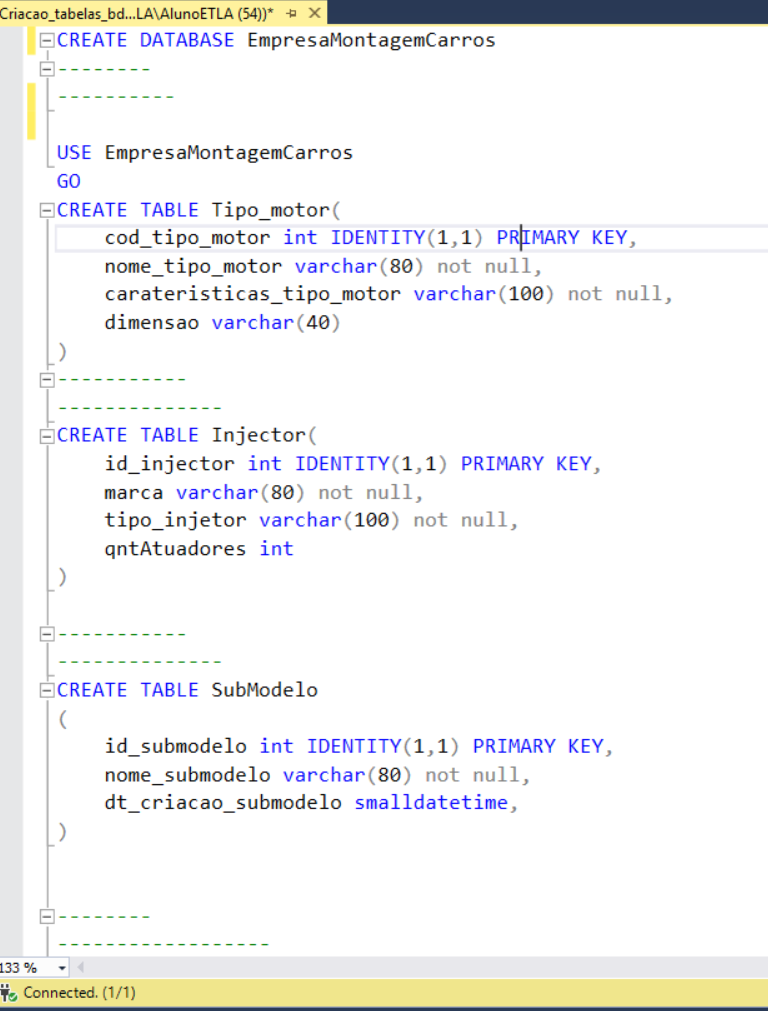 Criacao_tabelas_bd...LA\AlunoETLA (54))*
CREATE DATABASE EmpresaMontagemCarros
--------
----------
USE EmpresaMontagemCarros
GO
CREATE TABLE Tipo_motor(
cod_tipo_motor int IDENTITY(1,1) PRIMARY KEY,
nome_tipo_motor varchar(80) not null,
carateristicas_tipo_motor varchar(100) not null,
dimensao varchar(40)
)
-----------
--------------
CREATE TABLE Injector(
id_injector int IDENTITY(1,1) PRIMARY KEY,
marca varchar(80) not null,
tipo_injetor varchar(100) not null,
qntAtuadores int
)
-----------
--------------
CREATE TABLE SubModelo
(
id_submodelo int IDENTITY(1,1) PRIMARY KEY,
nome_submodelo varchar(80) not null,
dt_criacao_submodelo smalldatetime,
)
--------
------------------
133 %
Connected. (1/1)